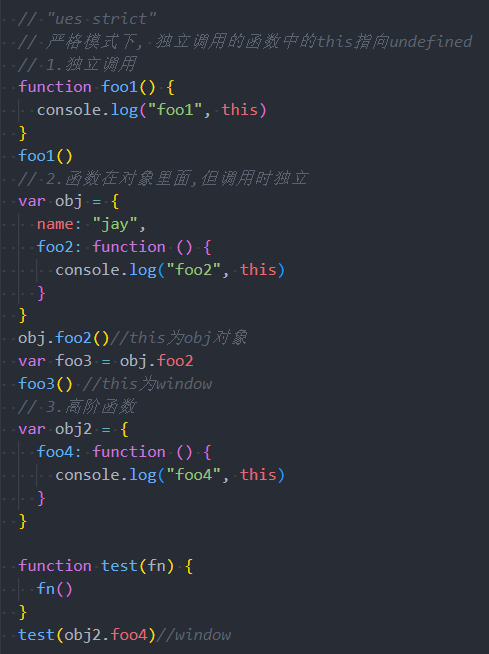 // "ues strict"
// 严格模式下, 独立调用的函数中的this指向undefined
// 1.独立调用
function foo1() {
  console.log("foo1", this)
}
foo1()
// 2.函数在对象里面,但调用时独立
var obj = {
  name: "jay",
  foo2: function () {
    console.log("foo2", this)
  }
}
obj.foo2()//this为obj对象
var foo3 = obj.foo2
foo3() //this为window
// 3.高阶函数
var obj2 = {
  foo4: function () {
    console.log("foo4", this)
  }
}

function test(fn) {
  fn()
}
test(obj2.foo4)//window